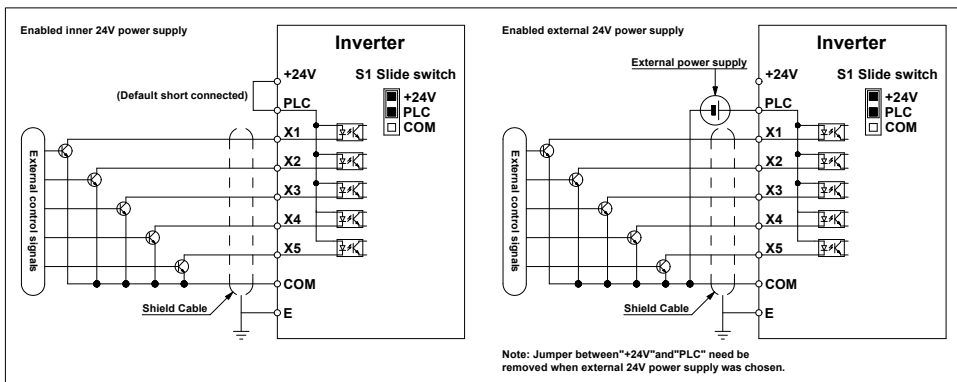 Enabled inner 24V power supply
Inverter
+24V
S1 Slide switch
(Default short connected)
PLC
+24V
PLC
COM
X1
X2
X3
X4
X5
COM
E
External control signals
Shield Cable
Enabled external 24V power supply
Inverter
External power supply
+24V
S1 Slide switch
PLC
+24V
PLC
COM
X1
X2
X3
X4
X5
COM
E
External control signals
Shield Cable
Note: Jumper between"+24V"and"PLC" need be
removed when external 24V power supply was chosen.